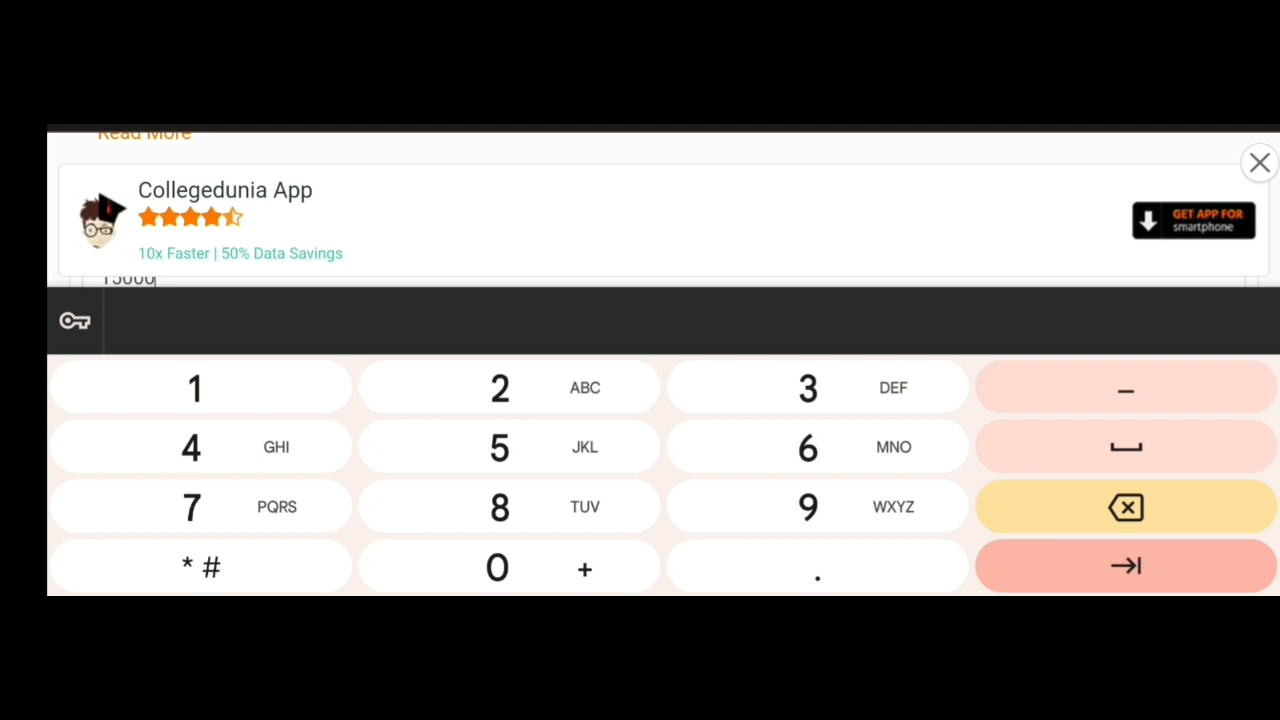 Read More
Collegedunia App
10x Faster | 50% Data Savings
GET APP FOR
smartphone
15000
1
2 ABC
3 DEF
–
4 GHI
5 JKL
6 MNO
7 PQRS
8 TUV
9 WXYZ
* #
0 +
.